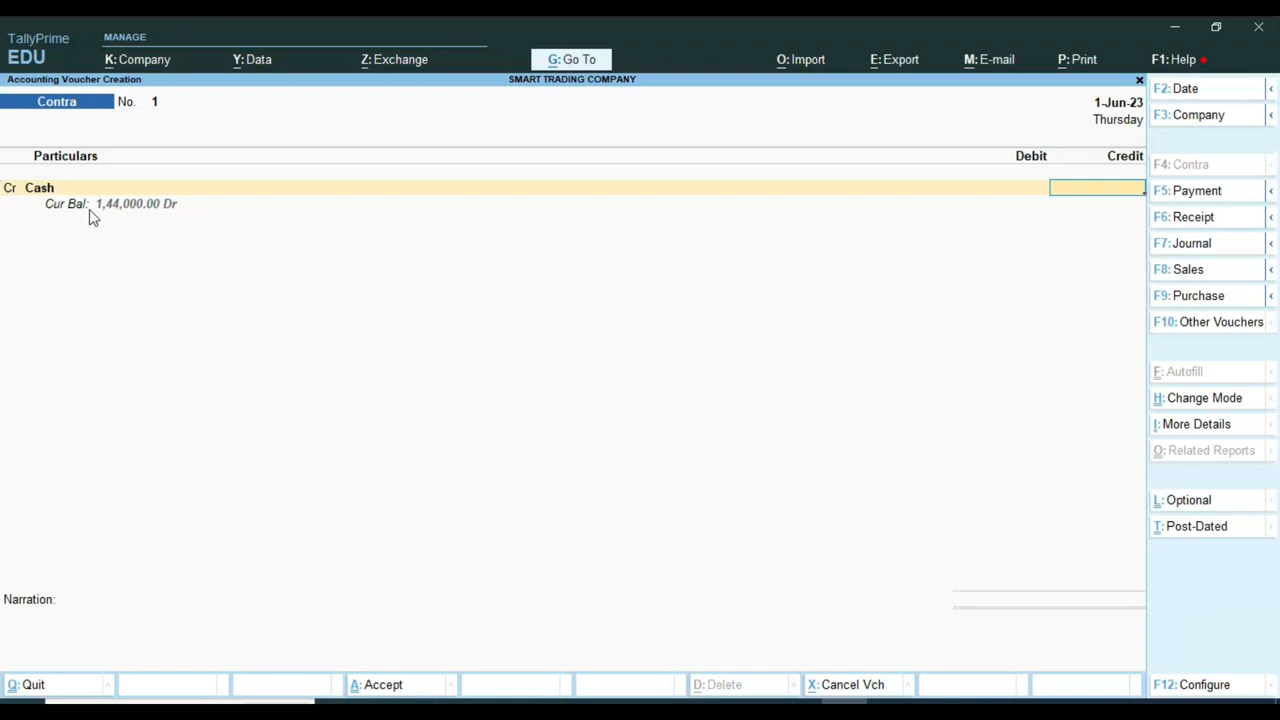 TallyPrime
EDU
MANAGE
K: Company
Y: Data
Z: Exchange
G: Go To
O: Import
E: Export
M: E-mail
P: Print
F1: Help
Accounting Voucher Creation
SMART TRADING COMPANY
×
Contra
No. 1
1-Jun-23
Thursday
Particulars
Debit
Credit
Cr Cash
Cur Bal: 1,44,000.00 Dr
Narration:
F2: Date
F3: Company
F4: Contra
F5: Payment
F6: Receipt
F7: Journal
F8: Sales
F9: Purchase
F10: Other Vouchers
F: Autofill
H: Change Mode
I: More Details
O: Related Reports
L: Optional
T: Post-Dated
Q: Quit
A: Accept
D: Delete
X: Cancel Vch
F12: Configure